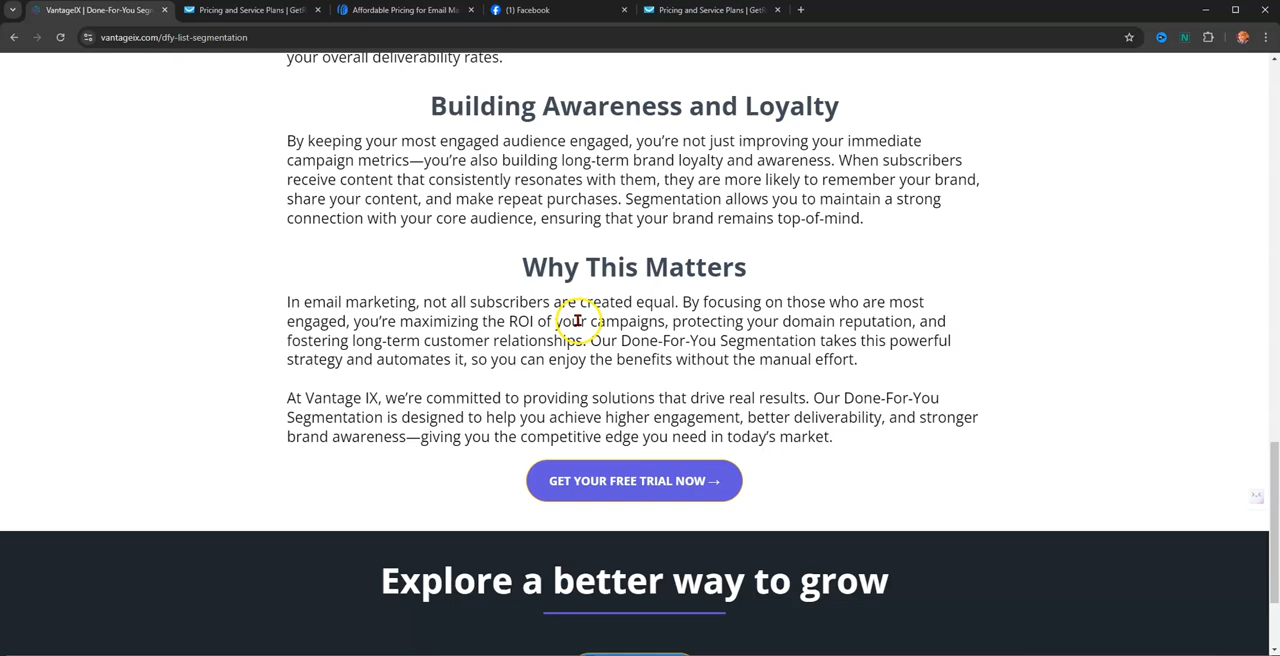 VantageIX | Done-For-You Seg
Pricing and Service Plans | Get
Affordable Pricing for Email Ma
(1) Facebook
Pricing and Service Plans | Get
vantageix.com/dfy-list-segmentation
your overall deliverability rates.
Building Awareness and Loyalty
By keeping your most engaged audience engaged, you're not just improving your immediate
campaign metrics—you're also building long-term brand loyalty and awareness. When subscribers
receive content that consistently resonates with them, they are more likely to remember your brand,
share your content, and make repeat purchases. Segmentation allows you to maintain a strong
connection with your core audience, ensuring that your brand remains top-of-mind.
Why This Matters
In email marketing, not all subscribers are created equal. By focusing on those who are most
engaged, you're maximizing the ROI of your campaigns, protecting your domain reputation, and
fostering long-term customer relationships. Our Done-For-You Segmentation takes this powerful
strategy and automates it, so you can enjoy the benefits without the manual effort.
At Vantage IX, we're committed to providing solutions that drive real results. Our Done-For-You
Segmentation is designed to help you achieve higher engagement, better deliverability, and stronger
brand awareness—giving you the competitive edge you need in today's market.
GET YOUR FREE TRIAL NOW →
Explore a better way to grow